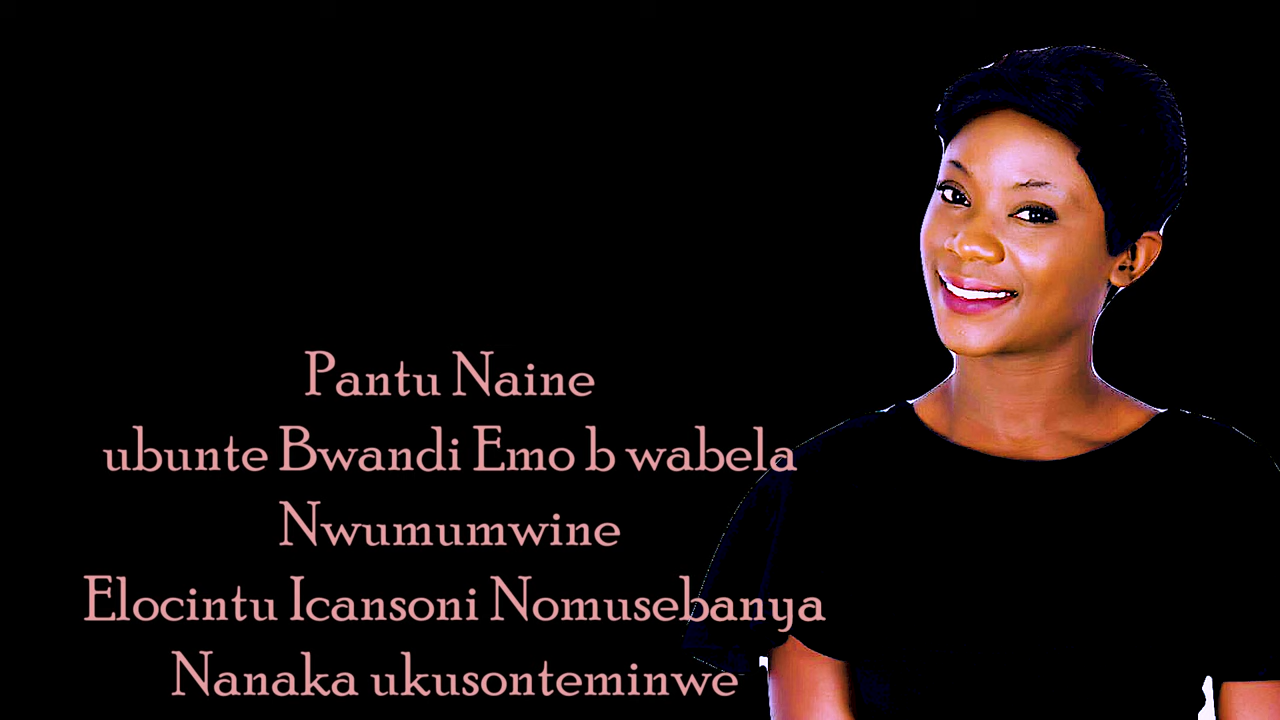 Pantu Naine
ubunte Bwandi Emo b wabela
Nwumumwine
Elocintu Icansoni Nomusebanya
Nanaka ukusonteminwe